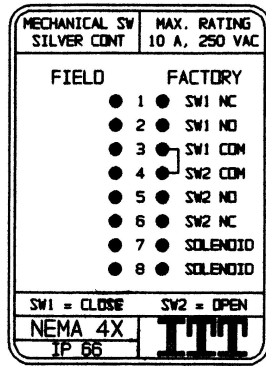 MECHANICAL SW
SILVER CONT
MAX. RATING
10 A, 250 VAC
FIELD FACTORY
1 SW1 NC
2 SW1 NO
3 SW1 COM
4 SW2 COM
5 SW2 NO
6 SW2 NC
7 SOLENOID
8 SOLENOID
SW1 = CLOSE SW2 = OPEN
NEMA 4X
IP 66
ITT